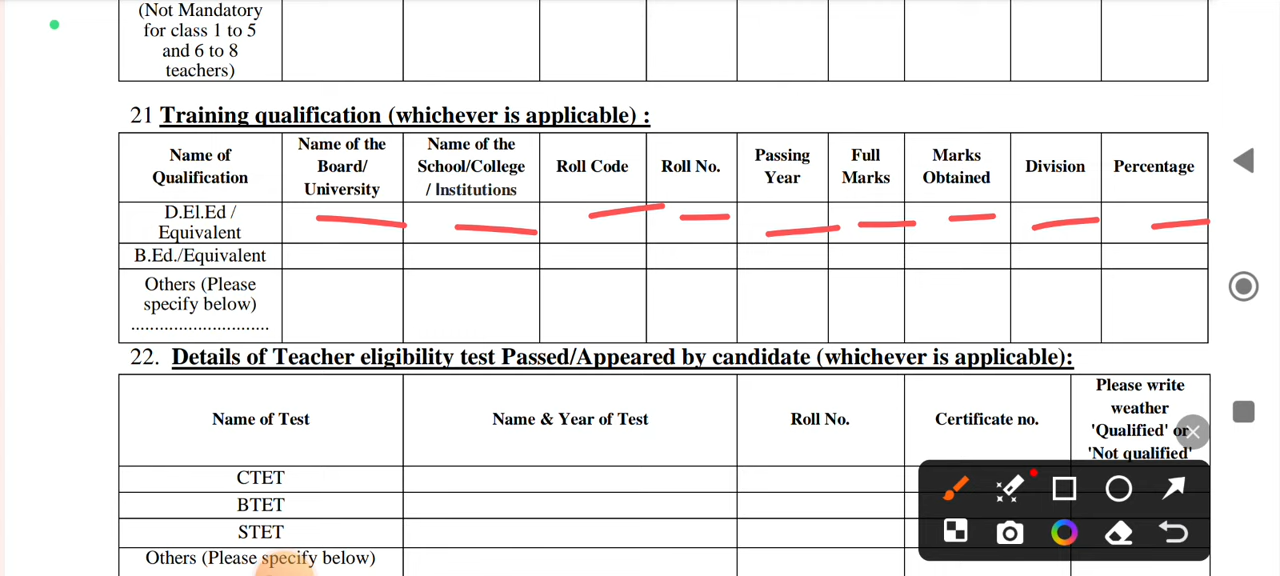 (Not Mandatory
for class 1 to 5
and 6 to 8
teachers)
21 Training qualification (whichever is applicable) :
Name of
Qualification
Name of the
Board/
University
Name of the
School/College
/ Institutions
Roll Code
Roll No.
Passing
Year
Full
Marks
Marks
Obtained
Division
Percentage
D.El.Ed /
Equivalent
B.Ed./Equivalent
Others (Please
specify below)
..............................
22. Details of Teacher eligibility test Passed/Appeared by candidate (whichever is applicable):
Name of Test
Name & Year of Test
Roll No.
Certificate no.
Please write
weather
'Qualified' or
'Not qualified'
CTET
BTET
STET
Others (Please specify below)